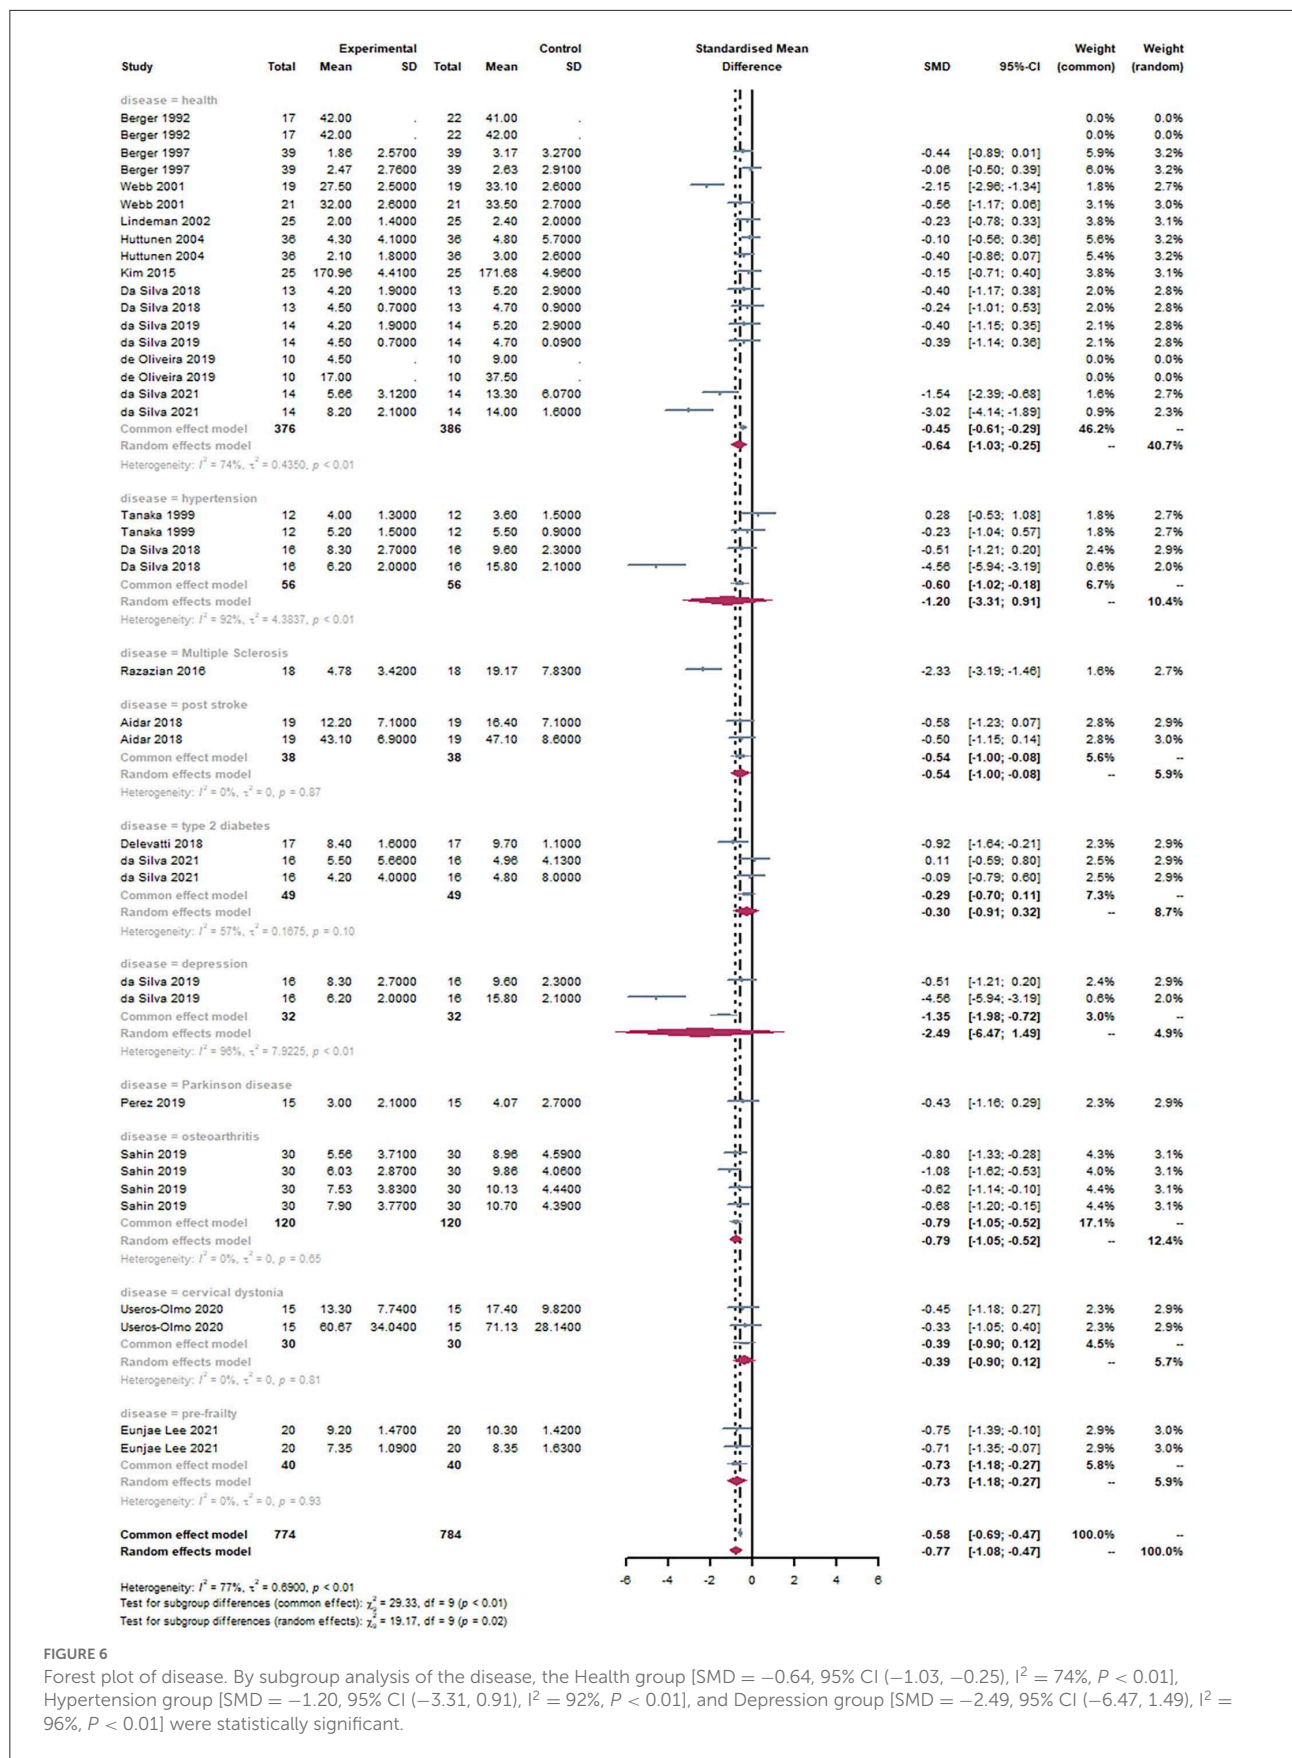 Experimental Control Standardised Mean Weight Weight
Study Total Mean SD Total Mean SD Difference SMD 95%-CI (common) (random)
disease = health
Berger 1992 17 42.00 . 22 41.00 . 0.0% 0.0%
Berger 1992 17 42.00 . 22 42.00 . 0.0% 0.0%
Berger 1997 39 1.86 2.5700 39 3.17 3.2700 -0.44 [-0.89; 0.01] 5.9% 3.2%
Berger 1997 39 2.47 2.7600 39 2.63 2.9100 -0.06 [-0.50; 0.39] 6.0% 3.2%
Webb 2001 19 27.50 2.5000 19 33.10 2.6000 -2.15 [-2.96; -1.34] 1.8% 2.7%
Webb 2001 21 32.00 2.6000 21 33.50 2.7000 -0.56 [-1.17; 0.06] 3.1% 3.0%
Lindeman 2002 25 2.00 1.4000 25 2.40 2.0000 -0.23 [-0.78; 0.33] 3.8% 3.1%
Huttunen 2004 36 4.30 4.1000 36 4.80 5.7000 -0.10 [-0.56; 0.36] 5.6% 3.2%
Huttunen 2004 36 2.10 1.8000 36 3.00 2.6000 -0.40 [-0.86; 0.07] 5.4% 3.2%
Kim 2015 25 170.96 4.4100 25 171.68 4.9600 -0.15 [-0.71; 0.40] 3.8% 3.1%
Da Silva 2018 13 4.20 1.9000 13 5.20 2.9000 -0.40 [-1.17; 0.38] 2.0% 2.8%
Da Silva 2018 13 4.50 0.7000 13 4.70 0.9000 -0.24 [-1.01; 0.53] 2.0% 2.8%
da Silva 2019 14 4.20 1.9000 14 5.20 2.9000 -0.40 [-1.15; 0.35] 2.1% 2.8%
da Silva 2019 14 4.50 0.7000 14 4.70 0.0900 -0.39 [-1.14; 0.36] 2.1% 2.8%
de Oliveira 2019 10 4.50 . 10 9.00 . 0.0% 0.0%
de Oliveira 2019 10 17.00 . 10 37.50 . 0.0% 0.0%
da Silva 2021 14 5.66 3.1200 14 13.30 6.0700 -1.54 [-2.39; -0.68] 1.6% 2.7%
da Silva 2021 14 8.20 2.1000 14 14.00 1.6000 -3.02 [-4.14; -1.89] 0.9% 2.3%
Common effect model 376 386 -0.45 [-0.61; -0.29] 46.2% --
Random effects model -0.64 [-1.03; -0.25] -- 40.7%
Heterogeneity: I² = 74%, τ² = 0.4350, p < 0.01
disease = hypertension
Tanaka 1999 12 4.00 1.3000 12 3.60 1.5000 0.28 [-0.53; 1.08] 1.8% 2.7%
Tanaka 1999 12 5.20 1.5000 12 5.50 0.9000 -0.23 [-1.04; 0.57] 1.8% 2.7%
Da Silva 2018 16 8.30 2.7000 16 9.60 2.3000 -0.51 [-1.21; 0.20] 2.4% 2.9%
Da Silva 2018 16 6.20 2.0000 16 15.80 2.1000 -4.56 [-5.94; -3.19] 0.6% 2.0%
Common effect model 56 56 -0.60 [-1.02; -0.18] 6.7% --
Random effects model -1.20 [-3.31; 0.91] -- 10.4%
Heterogeneity: I² = 92%, τ² = 4.3837, p < 0.01
disease = Multiple Sclerosis
Razazian 2016 18 4.78 3.4200 18 19.17 7.8300 -2.33 [-3.19; -1.46] 1.6% 2.7%
disease = post stroke
Aidar 2018 19 12.20 7.1000 19 16.40 7.1000 -0.58 [-1.23; 0.07] 2.8% 2.9%
Aidar 2018 19 43.10 6.9000 19 47.10 8.6000 -0.50 [-1.15; 0.14] 2.8% 3.0%
Common effect model 38 38 -0.54 [-1.00; -0.08] 5.6% --
Random effects model -0.54 [-1.00; -0.08] -- 5.9%
Heterogeneity: I² = 0%, τ² = 0, p = 0.87
disease = type 2 diabetes
Delevatti 2018 17 8.40 1.6000 17 9.70 1.1000 -0.92 [-1.64; -0.21] 2.3% 2.9%
da Silva 2021 16 5.50 5.6600 16 4.96 4.1300 0.11 [-0.59; 0.80] 2.5% 2.9%
da Silva 2021 16 4.20 4.0000 16 4.80 8.0000 -0.09 [-0.79; 0.60] 2.5% 2.9%
Common effect model 49 49 -0.29 [-0.70; 0.11] 7.3% --
Random effects model -0.30 [-0.91; 0.32] -- 8.7%
Heterogeneity: I² = 57%, τ² = 0.1675, p = 0.10
disease = depression
da Silva 2019 16 8.30 2.7000 16 9.60 2.3000 -0.51 [-1.21; 0.20] 2.4% 2.9%
da Silva 2019 16 6.20 2.0000 16 15.80 2.1000 -4.56 [-5.94; -3.19] 0.6% 2.0%
Common effect model 32 32 -1.35 [-1.98; -0.72] 3.0% --
Random effects model -2.49 [-6.47; 1.49] -- 4.9%
Heterogeneity: I² = 96%, τ² = 7.9225, p < 0.01
disease = Parkinson disease
Perez 2019 15 3.00 2.1000 15 4.07 2.7000 -0.43 [-1.16; 0.29] 2.3% 2.9%
disease = osteoarthritis
Sahin 2019 30 5.56 3.7100 30 8.96 4.5900 -0.80 [-1.33; -0.28] 4.3% 3.1%
Sahin 2019 30 6.03 2.8700 30 9.86 4.0600 -1.08 [-1.62; -0.53] 4.0% 3.1%
Sahin 2019 30 7.53 3.8300 30 10.13 4.4400 -0.62 [-1.14; -0.10] 4.4% 3.1%
Sahin 2019 30 7.90 3.7700 30 10.70 4.3900 -0.68 [-1.20; -0.15] 4.4% 3.1%
Common effect model 120 120 -0.79 [-1.05; -0.52] 17.1% --
Random effects model -0.79 [-1.05; -0.52] -- 12.4%
Heterogeneity: I² = 0%, τ² = 0, p = 0.65
disease = cervical dystonia
Useros-Olmo 2020 15 13.30 7.7400 15 17.40 9.8200 -0.45 [-1.18; 0.27] 2.3% 2.9%
Useros-Olmo 2020 15 60.67 34.0400 15 71.13 28.1400 -0.33 [-1.05; 0.40] 2.3% 2.9%
Common effect model 30 30 -0.39 [-0.90; 0.12] 4.5% --
Random effects model -0.39 [-0.90; 0.12] -- 5.7%
Heterogeneity: I² = 0%, τ² = 0, p = 0.81
disease = pre-frailty
Eunjae Lee 2021 20 9.20 1.4700 20 10.30 1.4200 -0.75 [-1.39; -0.10] 2.9% 3.0%
Eunjae Lee 2021 20 7.35 1.0900 20 8.35 1.6300 -0.71 [-1.35; -0.07] 2.9% 3.0%
Common effect model 40 40 -0.73 [-1.18; -0.27] 5.8% --
Random effects model -0.73 [-1.18; -0.27] -- 5.9%
Heterogeneity: I² = 0%, τ² = 0, p = 0.93
Common effect model 774 784 -0.58 [-0.69; -0.47] 100.0% --
Random effects model -0.77 [-1.08; -0.47] -- 100.0%
-6 -4 -2 0 2 4 6
Heterogeneity: I² = 77%, τ² = 0.6900, p < 0.01
Test for subgroup differences (common effect): χ²₉ = 29.33, df = 9 (p < 0.01)
Test for subgroup differences (random effects): χ²₉ = 19.17, df = 9 (p = 0.02)
FIGURE 6
Forest plot of disease. By subgroup analysis of the disease, the Health group [SMD = −0.64, 95% CI (−1.03, −0.25), I² = 74%, P < 0.01],
Hypertension group [SMD = −1.20, 95% CI (−3.31, 0.91), I² = 92%, P < 0.01], and Depression group [SMD = −2.49, 95% CI (−6.47, 1.49), I² =
96%, P < 0.01] were statistically significant.